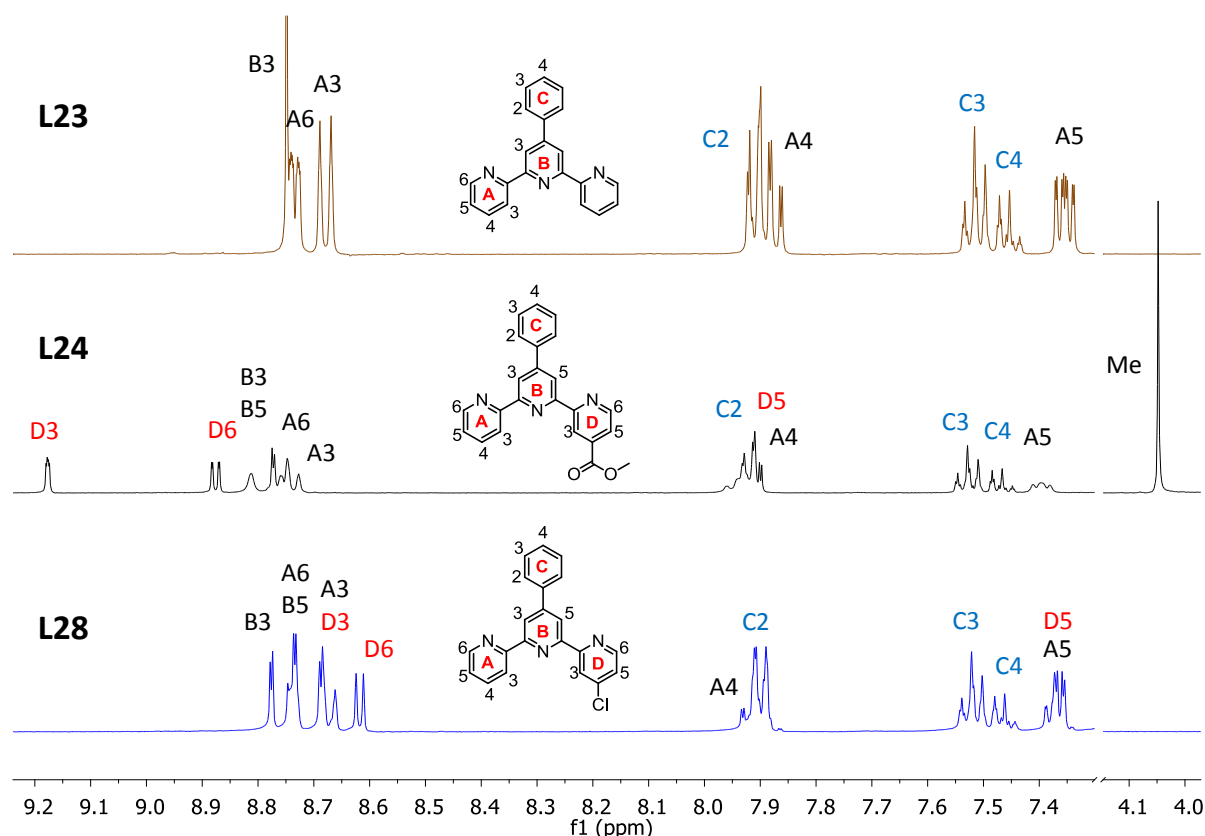 L23
B3
A6
A3
4
3
C
2
3
B
N
N
N
6
A
5
3
4
C2
A4
C3
C4
A5
L24
D3
D6
B3
B5
A6
A3
4
3
C
2
3
B
5
N
N
N
6
A
5
3
4
D
6
3
5
O
O
C2
D5
A4
C3
C4
A5
Me
L28
B3
A6
B5
A3
D3
D6
4
3
C
2
3
B
5
N
N
N
6
A
5
3
4
D
6
3
5
Cl
A4
C2
C3
C4
D5
A5
9.2 9.1 9.0 8.9 8.8 8.7 8.6 8.5 8.4 8.3 8.2 8.1 8.0 7.9 7.8 7.7 7.6 7.5 7.4 4.1 4.0
f1 (ppm)